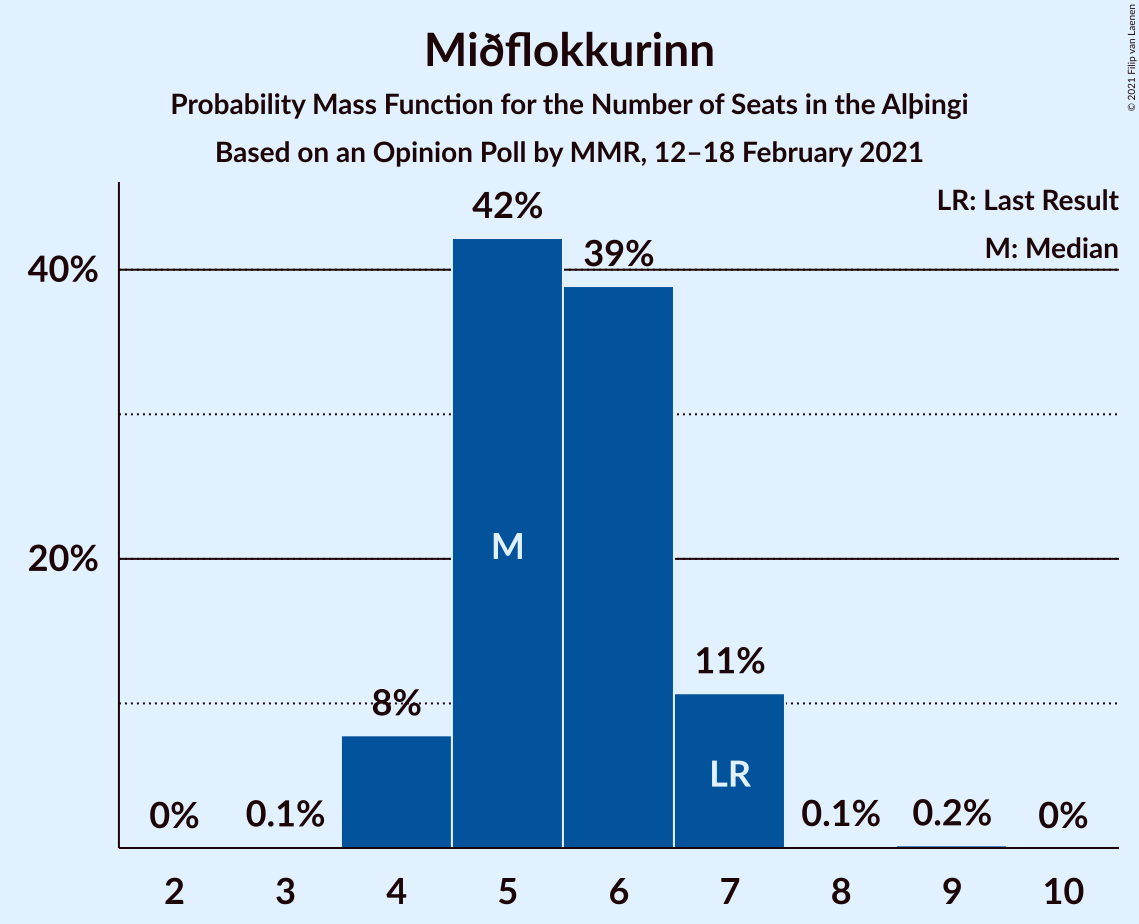 Miðflokkurinn
Probability Mass Function for the Number of Seats in the Alþingi
Based on an Opinion Poll by MMR, 12–18 February 2021
© 2021 Filip van Laenen
LR: Last Result
M: Median
40%
20%
0%
0.1%
8%
42%
39%
11%
0.1%
0.2%
0%
M
LR
2 3 4 5 6 7 8 9 10